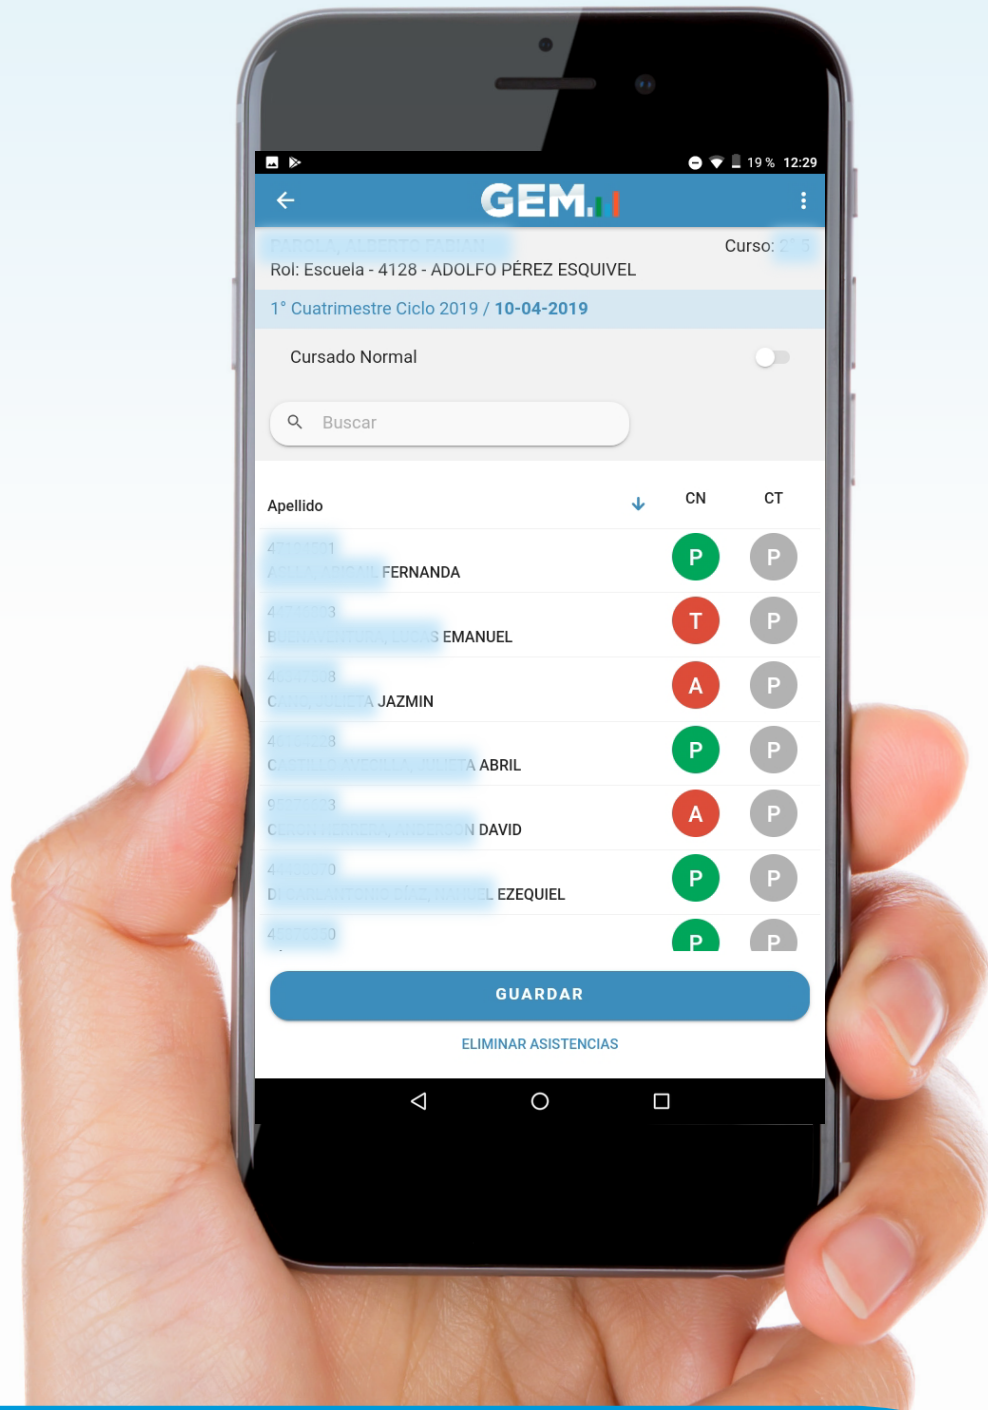 19 % 12:29
GEM.
Curso:
Rol: Escuela - 4128 - ADOLFO PÉREZ ESQUIVEL
1° Cuatrimestre Ciclo 2019 / 10-04-2019
Cursado Normal
Buscar
Apellido CN CT
FERNANDA P P
EMANUEL T P
JAZMIN A P
ABRIL P P
DAVID A P
EZEQUIEL P P
P P
GUARDAR
ELIMINAR ASISTENCIAS